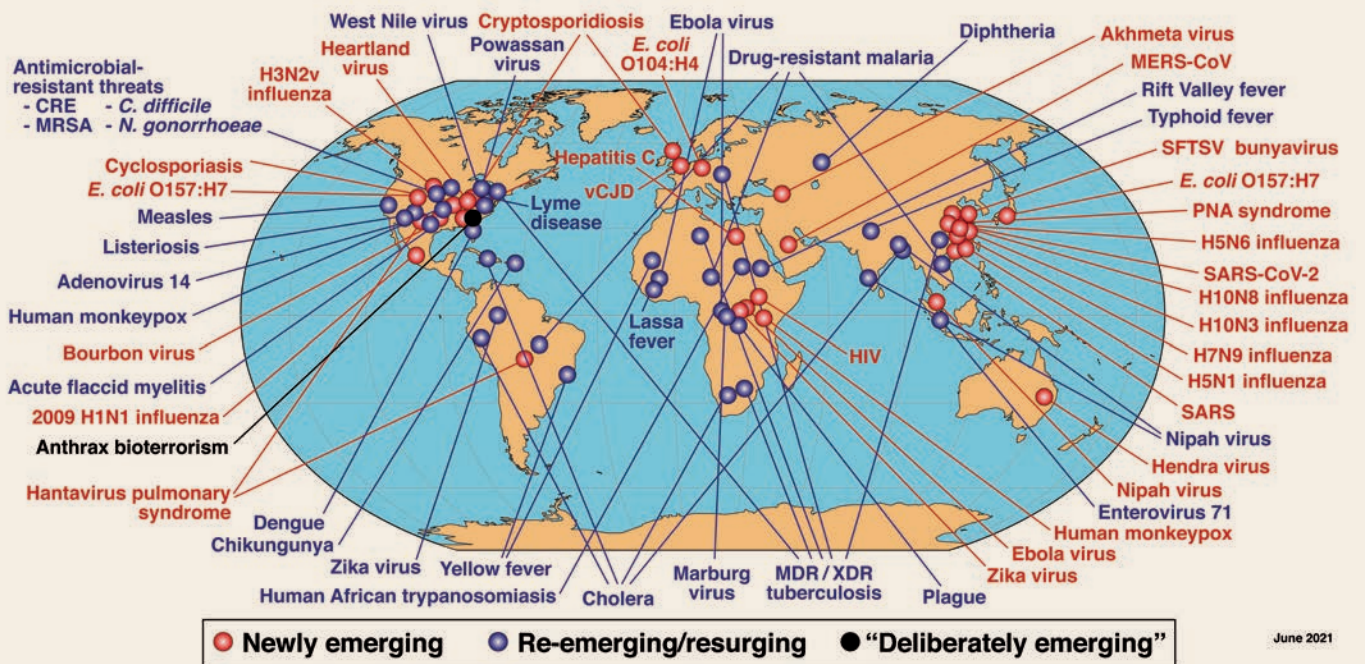 West Nile virus
Cryptosporidiosis
Ebola virus
Heartland
virus
Powassan
virus
E. coli
O104:H4
Drug-resistant malaria
Diphtheria
Akhmeta virus
MERS-CoV
Rift Valley fever
Typhoid fever
SFTSV bunyavirus
E. coli O157:H7
PNA syndrome
H5N6 influenza
SARS-CoV-2
H10N8 influenza
H10N3 influenza
H7N9 influenza
H5N1 influenza
SARS
Nipah virus
Hendra virus
Nipah virus
Enterovirus 71
Human monkeypox
Ebola virus
Zika virus
Antimicrobial-
resistant threats
- CRE - C. difficile
- MRSA - N. gonorrhoeae
H3N2v
influenza
Cyclosporiasis
E. coli O157:H7
Measles
Listeriosis
Adenovirus 14
Human monkeypox
Bourbon virus
Acute flaccid myelitis
2009 H1N1 influenza
Anthrax bioterrorism
Hantavirus pulmonary
syndrome
Hepatitis C
vCJD
Lyme
disease
Lassa
fever
HIV
Dengue
Chikungunya
Zika virus
Yellow fever
Human African trypanosomiasis
Cholera
Marburg
virus
MDR/XDR
tuberculosis
Plague
Newly emerging
Re-emerging/resurging
“Deliberately emerging”
June 2021